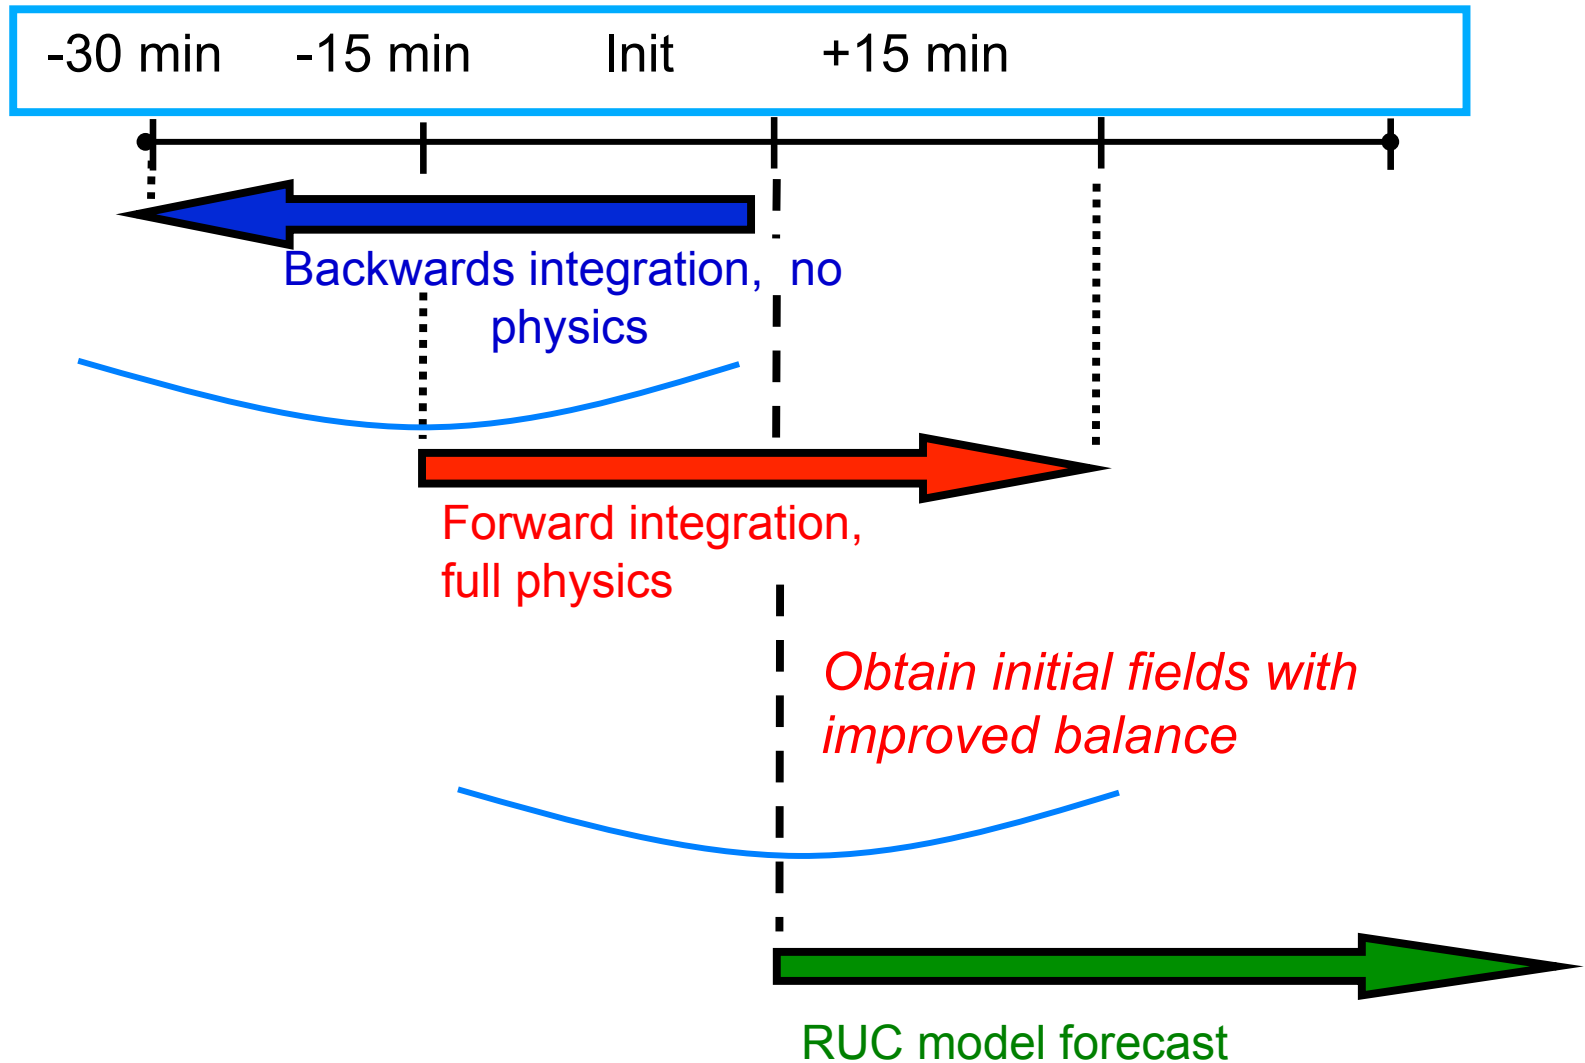 -30 min -15 min Init +15 min
Backwards integration, no
physics
Forward integration,
full physics
Obtain initial fields with
improved balance
RUC model forecast